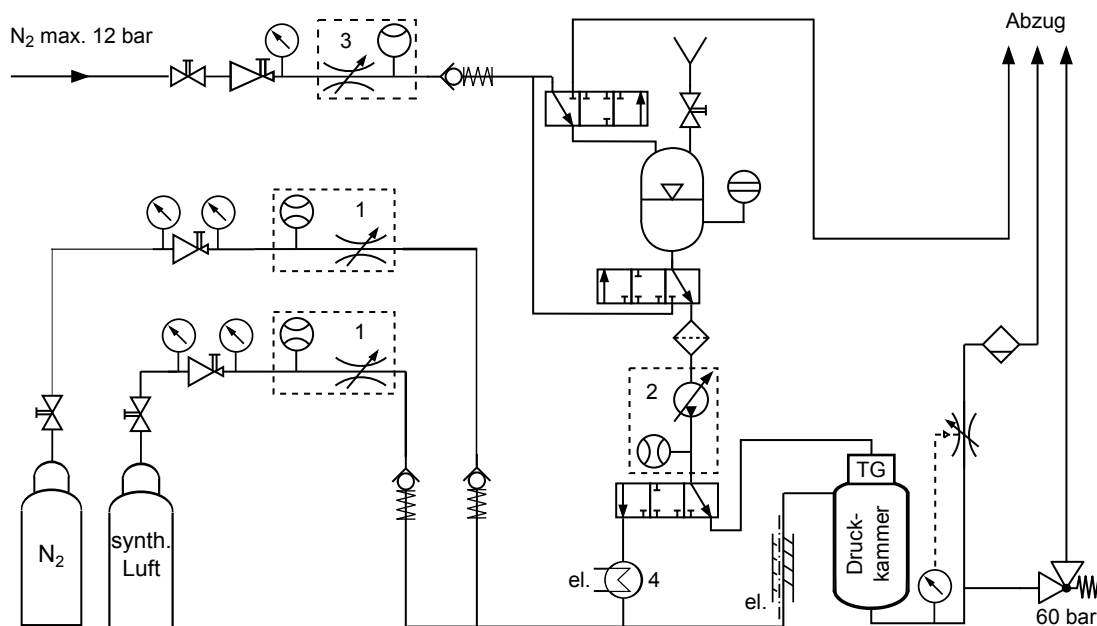 Abzug
N₂ max. 12 bar
3
1
1
2
TG
Druck-
kammer
N₂
synth.
Luft
el.
4
el.
60 bar